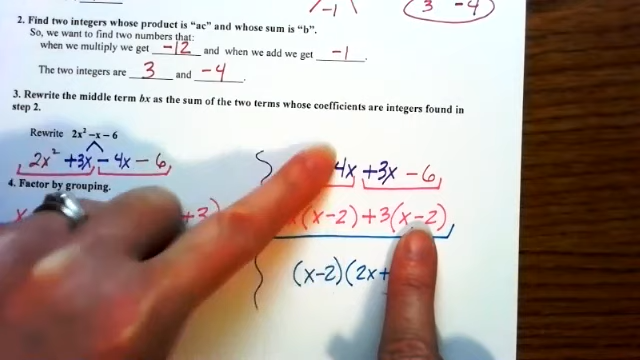 -1
3 -4
2. Find two integers whose product is "ac" and whose sum is "b".
So, we want to find two numbers that:
when we multiply we get -12 and when we add we get -1.
The two integers are 3 and -4.
3. Rewrite the middle term bx as the sum of the two terms whose coefficients are integers found in
step 2.
Rewrite 2x² -x - 6
2x² +3x - 4x - 6
4x +3x - 6
4. Factor by grouping.
(x-2) +3(x-2)
(x-2)(2x+